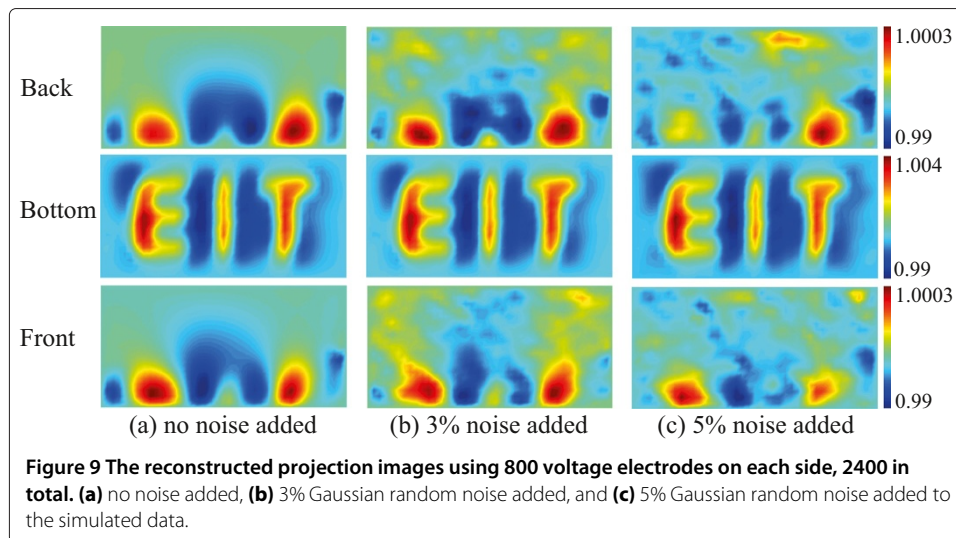 Back
1.0003
0.99
Bottom
1.004
0.99
EIT
EIT
EIT
Front
1.0003
0.99
(a) no noise added
(b) 3% noise added
(c) 5% noise added
Figure 9 The reconstructed projection images using 800 voltage electrodes on each side, 2400 in
total. (a) no noise added, (b) 3% Gaussian random noise added, and (c) 5% Gaussian random noise added to
the simulated data.